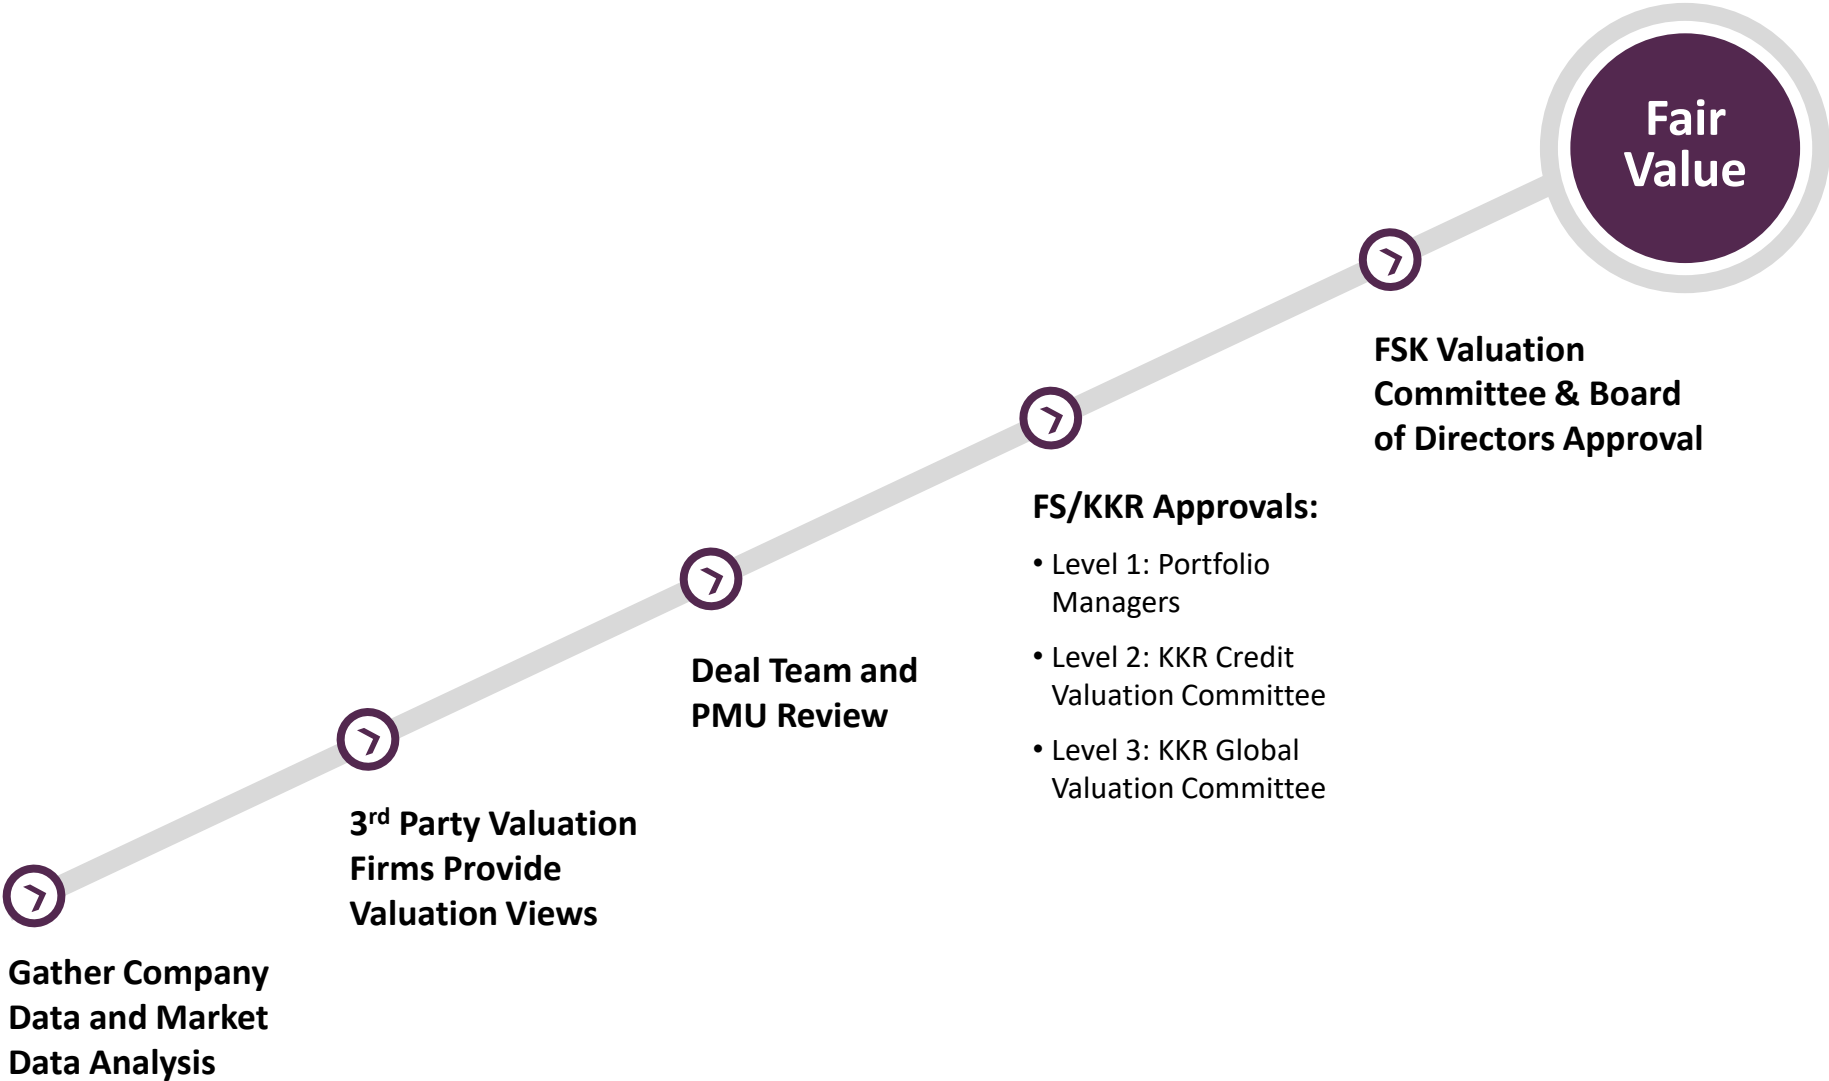 Fair
Value
FSK Valuation
Committee & Board
of Directors Approval
FS/KKR Approvals:
• Level 1: Portfolio
Managers
• Level 2: KKR Credit
Valuation Committee
• Level 3: KKR Global
Valuation Committee
Deal Team and
PMU Review
3rd Party Valuation
Firms Provide
Valuation Views
Gather Company
Data and Market
Data Analysis